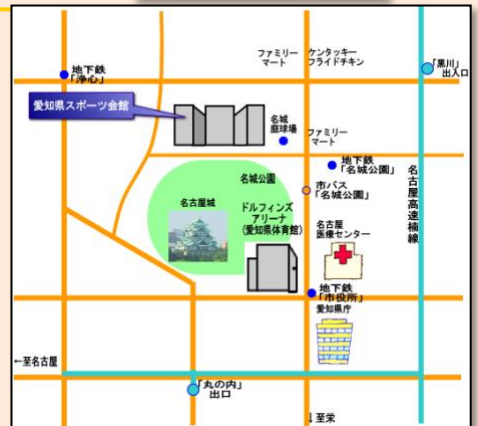 ファミリー
マート
ケンタッキー
フライドチキン
地下鉄
「浄心」
「黒川」
出入口
愛知県スポーツ会館
名城
庭球場
ファミリー
マート
地下鉄
「名城公園」
名古屋高速楠線
名城公園
市バス
「名城公園」
名古屋城
ドルフィンズ
アリーナ
(愛知県体育館)
名古屋
医療センター
地下鉄
「市役所」
愛知県庁
←至名古屋
「丸の内」
出口
↓至栄